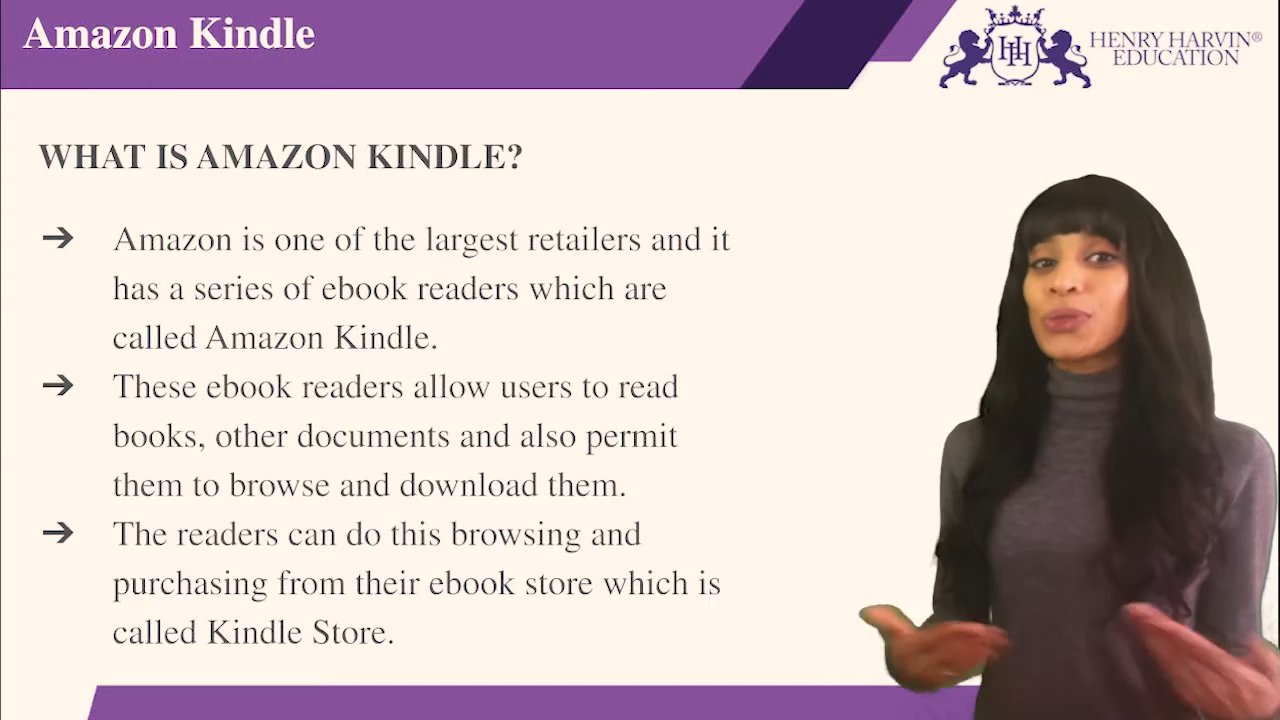 Amazon Kindle
HH
HENRY HARVIN®
EDUCATION
WHAT IS AMAZON KINDLE?
➔ Amazon is one of the largest retailers and it
has a series of ebook readers which are
called Amazon Kindle.
➔ These ebook readers allow users to read
books, other documents and also permit
them to browse and download them.
➔ The readers can do this browsing and
purchasing from their ebook store which is
called Kindle Store.